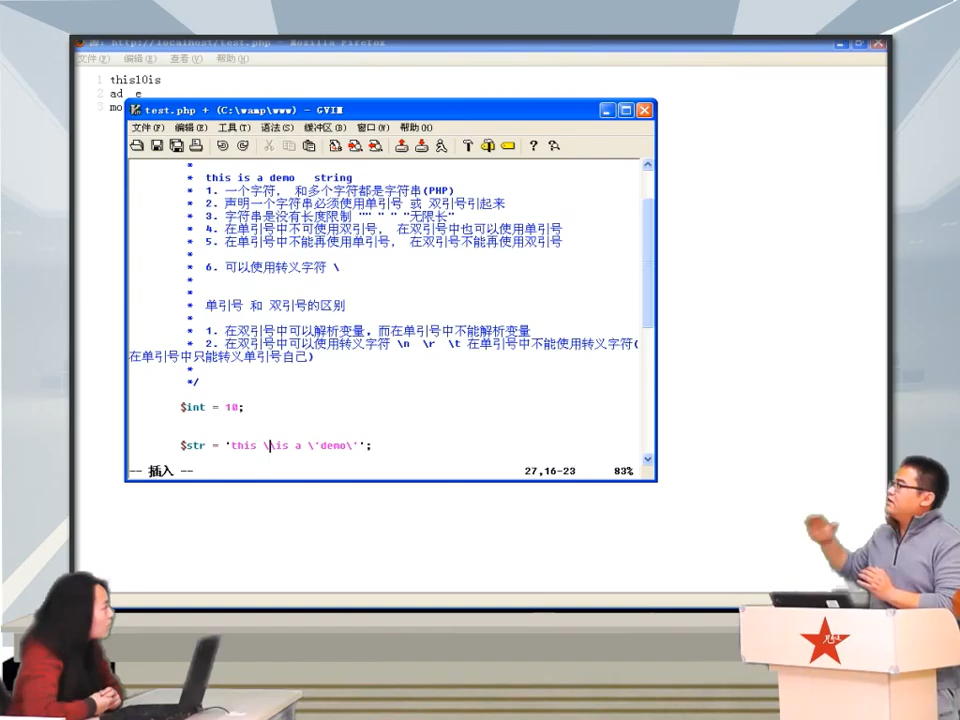 源: http://localhost/test.php - Mozilla Firefox
文件(F) 编辑(E) 查看(V) 帮助(H)
1 this10is
2 ad e
3 mo
test.php + (C:\wamp\www) - GVIM
文件(F) 编辑(E) 工具(T) 语法(S) 缓冲区(B) 窗口(W) 帮助(H)
*
* this is a demo string
* 1. 一个字符， 和多个字符都是字符串(PHP)
* 2. 声明一个字符串必须使用单引号 或 双引号引起来
* 3. 字符串是没有长度限制 "" " " "无限长"
* 4. 在单引号中不可使用双引号， 在双引号中也可以使用单引号
* 5. 在单引号中不能再使用单引号， 在双引号不能再使用双引号
*
* 6. 可以使用转义字符 \
*
*
* 单引号 和 双引号的区别
*
* 1. 在双引号中可以解析变量，而在单引号中不能解析变量
* 2. 在双引号中可以使用转义字符 \n \r \t 在单引号中不能使用转义字符(
在单引号中只能转义单引号自己)
*
*/
$int = 10;
$str = 'this \\is a \'demo\'';
-- 插入 --
27,16-23
83%